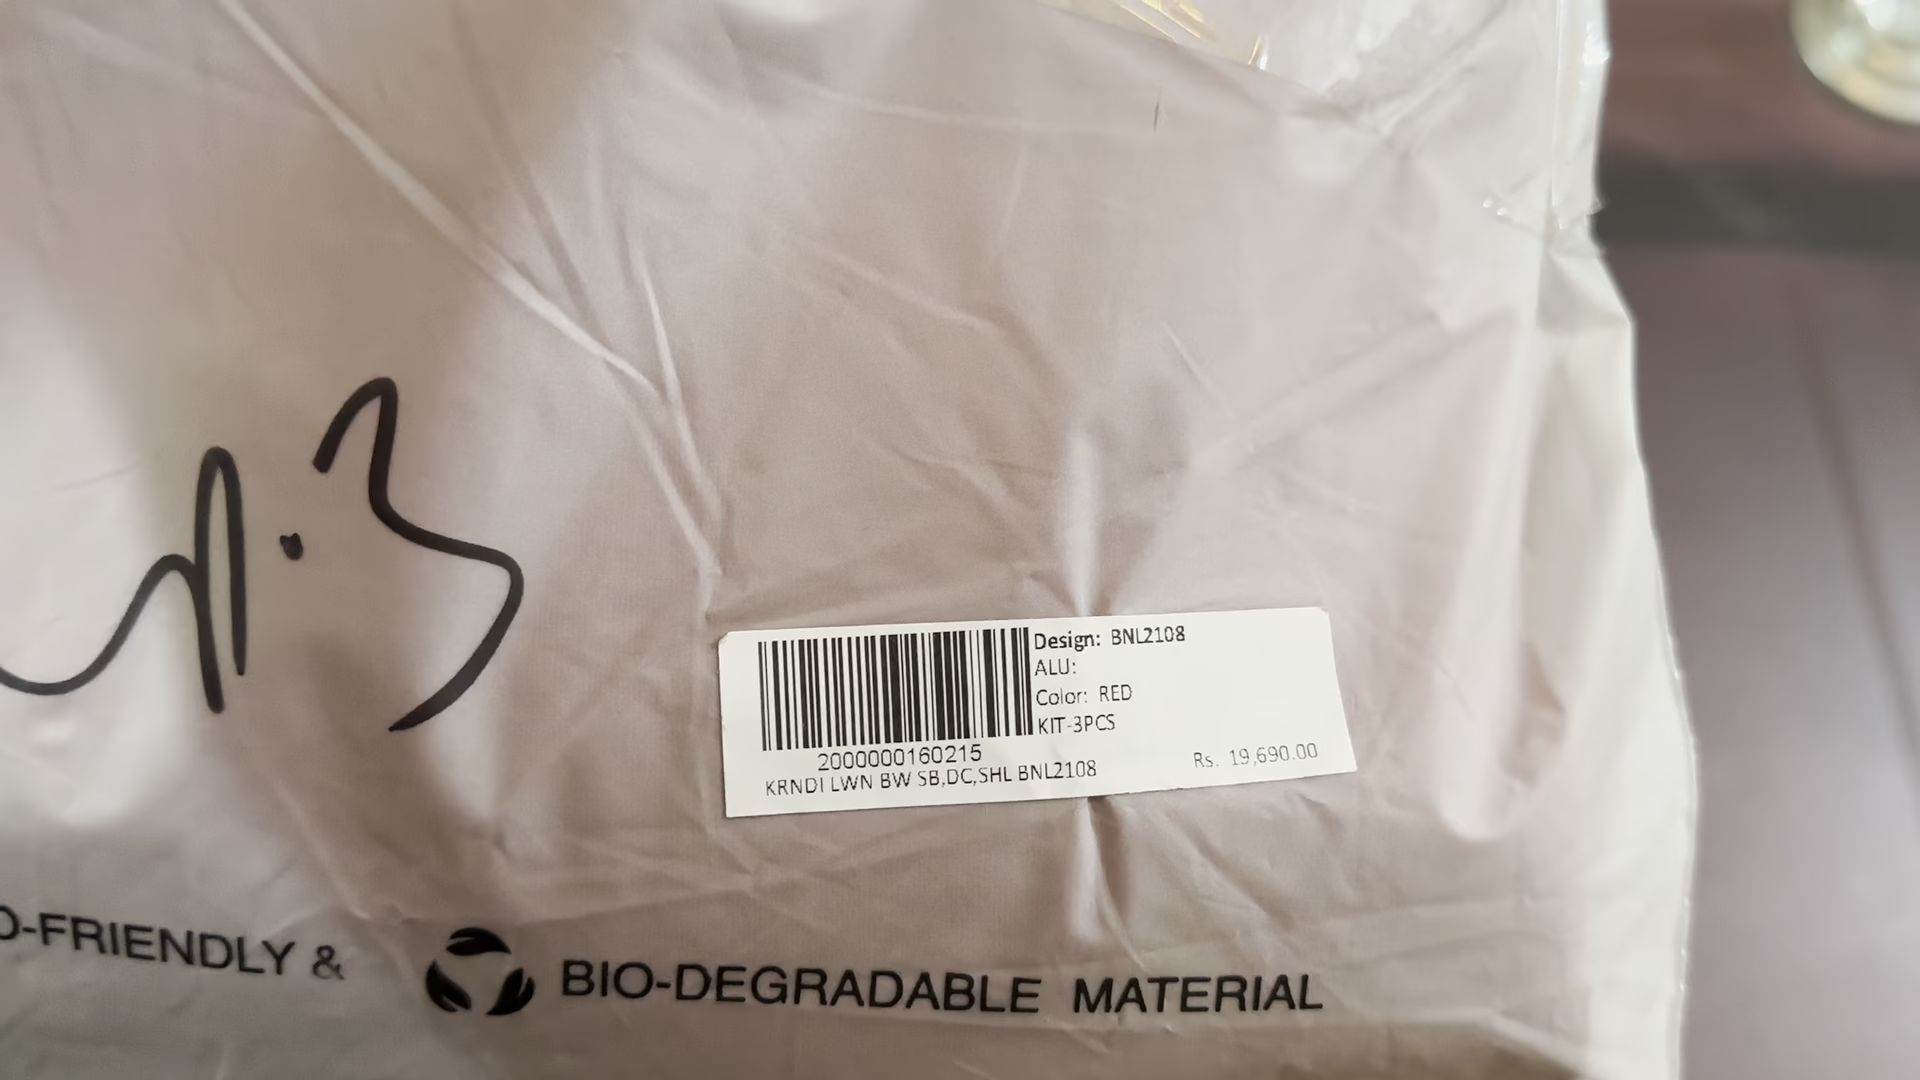 Design: BNL2108
ALU:
Color: RED
KIT-3PCS
2000000160215
KRNDI LWN BW SB,DC,SHL BNL2108
Rs. 19,690.00
O-FRIENDLY &
BIO-DEGRADABLE MATERIAL